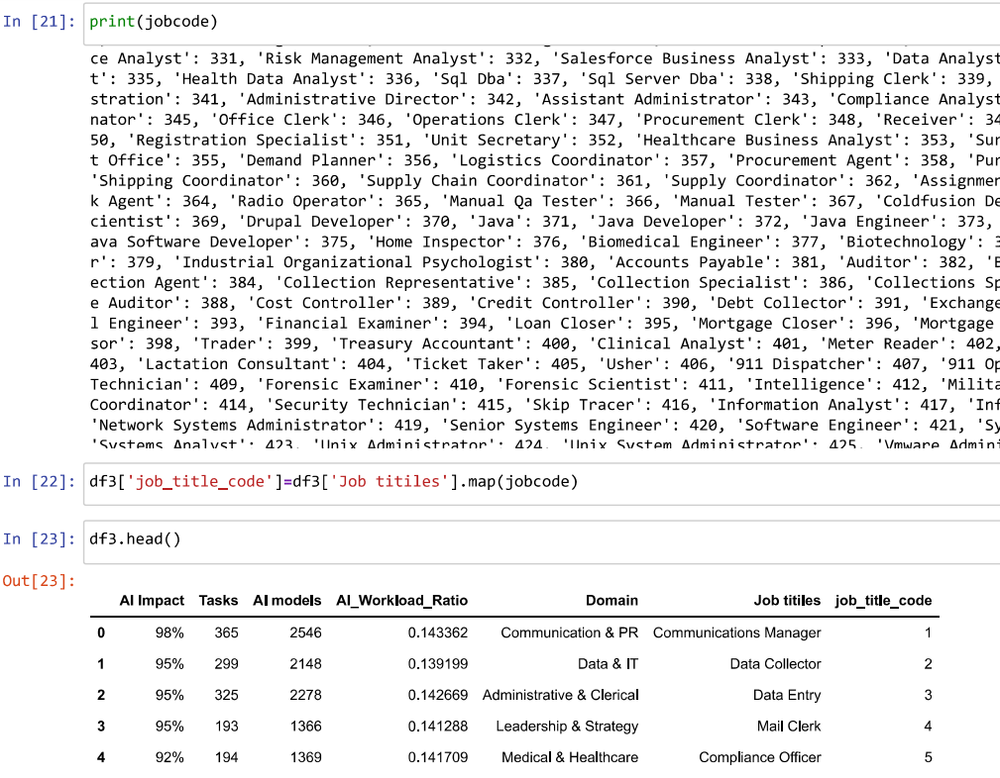 In [21]: print(jobcode)
ce Analyst': 331, 'Risk Management Analyst': 332, 'Salesforce Business Analyst': 333, 'Data Analyst
t': 335, 'Health Data Analyst': 336, 'Sql Dba': 337, 'Sql Server Dba': 338, 'Shipping Clerk': 339,
stration': 341, 'Administrative Director': 342, 'Assistant Administrator': 343, 'Compliance Analyst
nator': 345, 'Office Clerk': 346, 'Operations Clerk': 347, 'Procurement Clerk': 348, 'Receiver': 34
50, 'Registration Specialist': 351, 'Unit Secretary': 352, 'Healthcare Business Analyst': 353, 'Sur
t Office': 355, 'Demand Planner': 356, 'Logistics Coordinator': 357, 'Procurement Agent': 358, 'Pur
'Shipping Coordinator': 360, 'Supply Chain Coordinator': 361, 'Supply Coordinator': 362, 'Assignmen
k Agent': 364, 'Radio Operator': 365, 'Manual Qa Tester': 366, 'Manual Tester': 367, 'Coldfusion De
cientist': 369, 'Drupal Developer': 370, 'Java': 371, 'Java Developer': 372, 'Java Engineer': 373,
ava Software Developer': 375, 'Home Inspector': 376, 'Biomedical Engineer': 377, 'Biotechnology': 3
r': 379, 'Industrial Organizational Psychologist': 380, 'Accounts Payable': 381, 'Auditor': 382, 'B
ection Agent': 384, 'Collection Representative': 385, 'Collection Specialist': 386, 'Collections Sp
e Auditor': 388, 'Cost Controller': 389, 'Credit Controller': 390, 'Debt Collector': 391, 'Exchange
l Engineer': 393, 'Financial Examiner': 394, 'Loan Closer': 395, 'Mortgage Closer': 396, 'Mortgage
sor': 398, 'Trader': 399, 'Treasury Accountant': 400, 'Clinical Analyst': 401, 'Meter Reader': 402,
403, 'Lactation Consultant': 404, 'Ticket Taker': 405, 'Usher': 406, '911 Dispatcher': 407, '911 Op
Technician': 409, 'Forensic Examiner': 410, 'Forensic Scientist': 411, 'Intelligence': 412, 'Milita
Coordinator': 414, 'Security Technician': 415, 'Skip Tracer': 416, 'Information Analyst': 417, 'Inf
'Network Systems Administrator': 419, 'Senior Systems Engineer': 420, 'Software Engineer': 421, 'Sy
'Systems Analyst': 423, 'Unix Administrator': 424, 'Unix System Administrator': 425, 'Vmware Admini
In [22]: df3['job_title_code']=df3['Job titiles'].map(jobcode)
In [23]: df3.head()
Out[23]:
AI Impact Tasks AI models AI_Workload_Ratio Domain Job titiles job_title_code
0 98% 365 2546 0.143362 Communication & PR Communications Manager 1
1 95% 299 2148 0.139199 Data & IT Data Collector 2
2 95% 325 2278 0.142669 Administrative & Clerical Data Entry 3
3 95% 193 1366 0.141288 Leadership & Strategy Mail Clerk 4
4 92% 194 1369 0.141709 Medical & Healthcare Compliance Officer 5